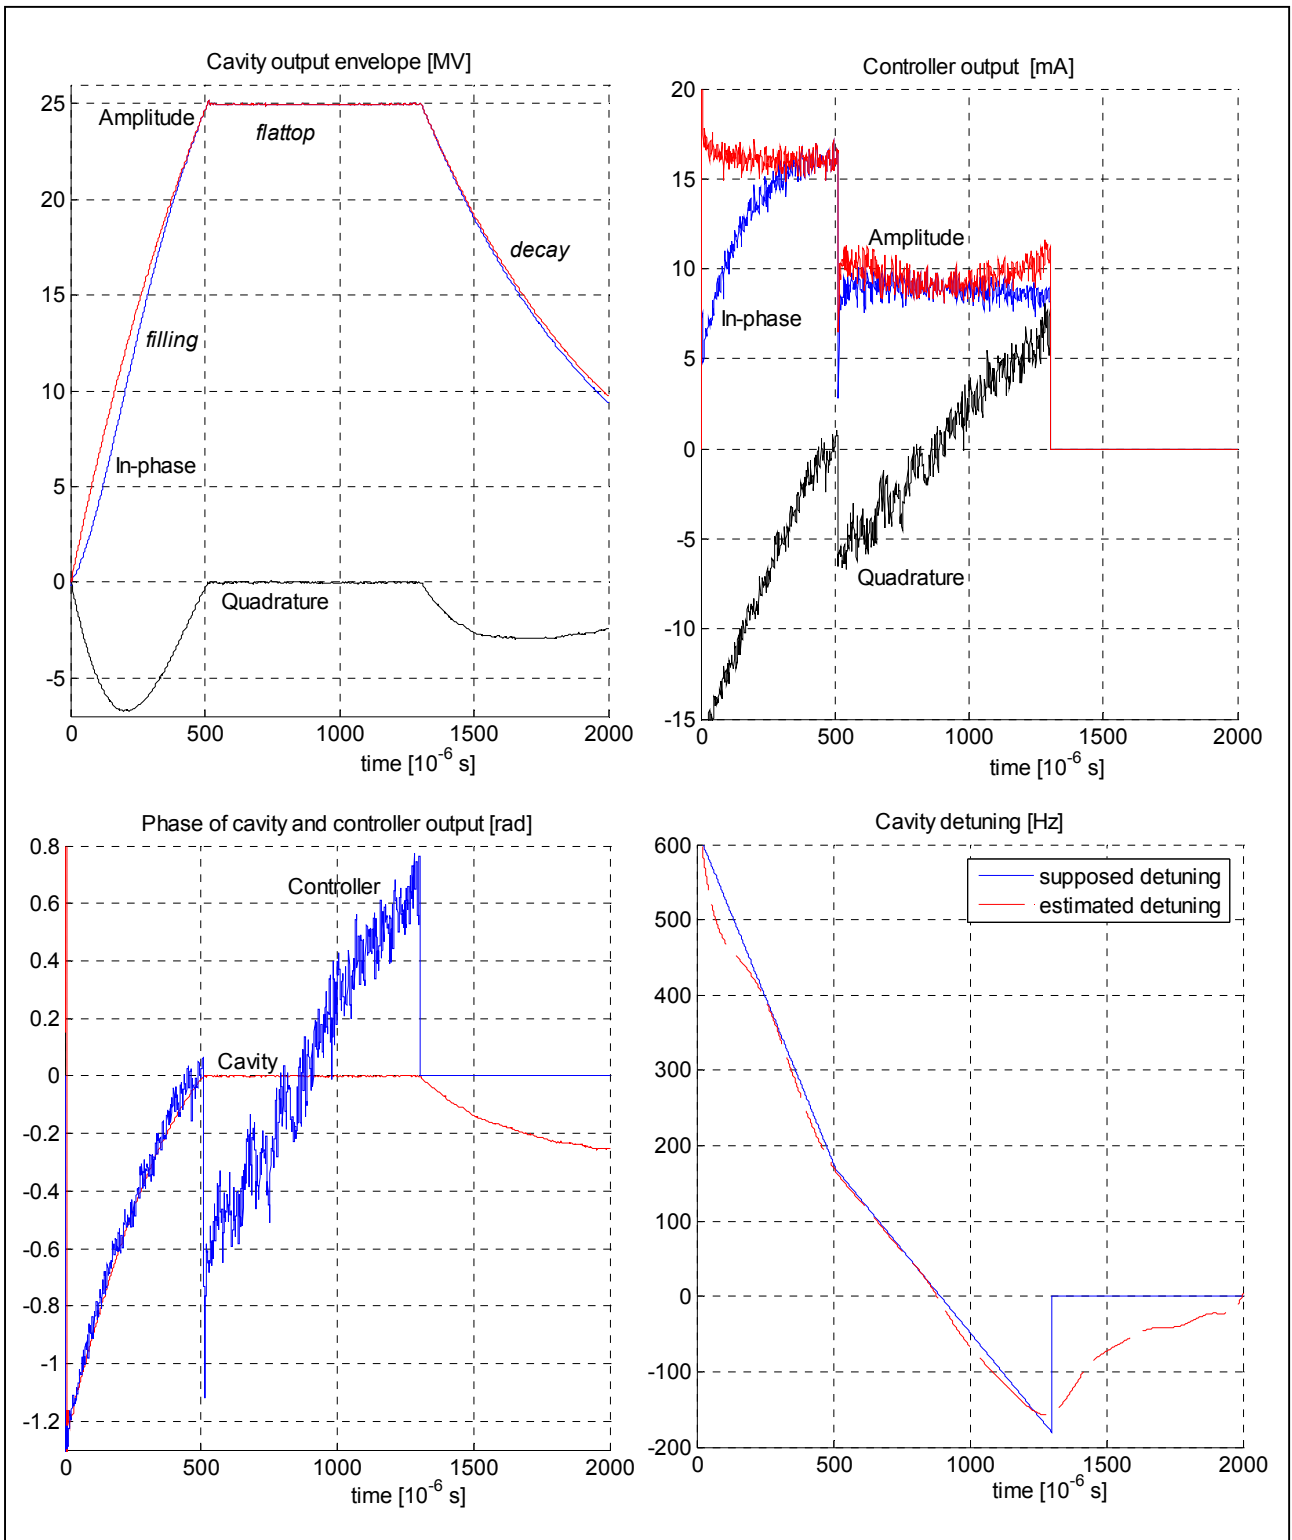 Cavity output envelope [MV]
25
20
15
10
5
0
-5
Amplitude
flattop
filling
decay
In-phase
Quadrature
0 500 1000 1500 2000
time [10-6 s]
Controller output [mA]
20
15
10
5
0
-5
-10
-15
Amplitude
In-phase
Quadrature
0 500 1000 1500 2000
time [10-6 s]
Phase of cavity and controller output [rad]
0.8
0.6
0.4
0.2
0
-0.2
-0.4
-0.6
-0.8
-1
-1.2
Controller
Cavity
0 500 1000 1500 2000
time [10-6 s]
Cavity detuning [Hz]
600
500
400
300
200
100
0
-100
-200
supposed detuning
estimated detuning
0 500 1000 1500 2000
time [10-6 s]